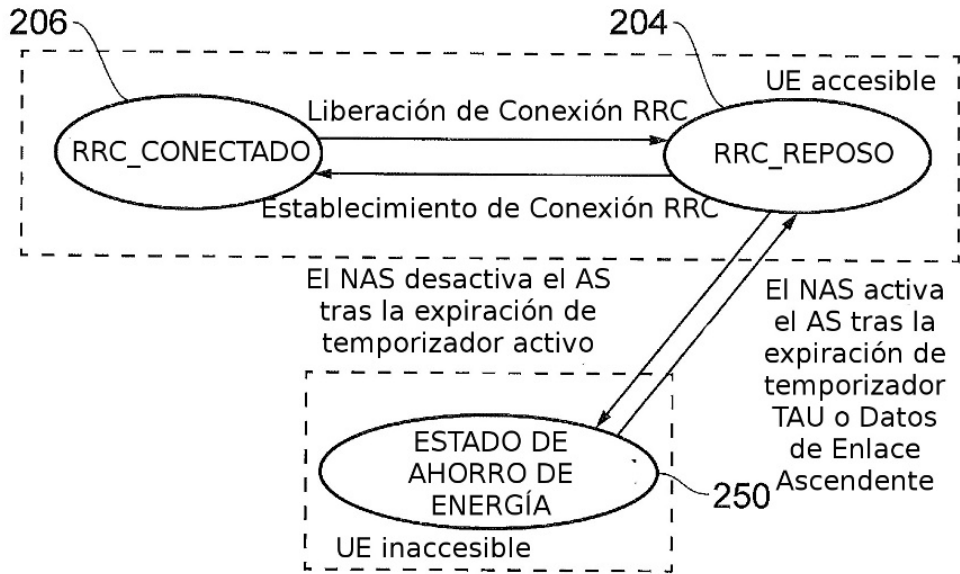 206
204
UE accesible
Liberación de Conexión RRC
RRC_CONECTADO
RRC_REPOSO
Establecimiento de Conexión RRC
El NAS desactiva el AS
tras la expiración de
temporizador activo
El NAS activa
el AS tras la
expiración de
temporizador
TAU o Datos
de Enlace
Ascendente
ESTADO DE
AHORRO DE
ENERGÍA
250
UE inaccesible